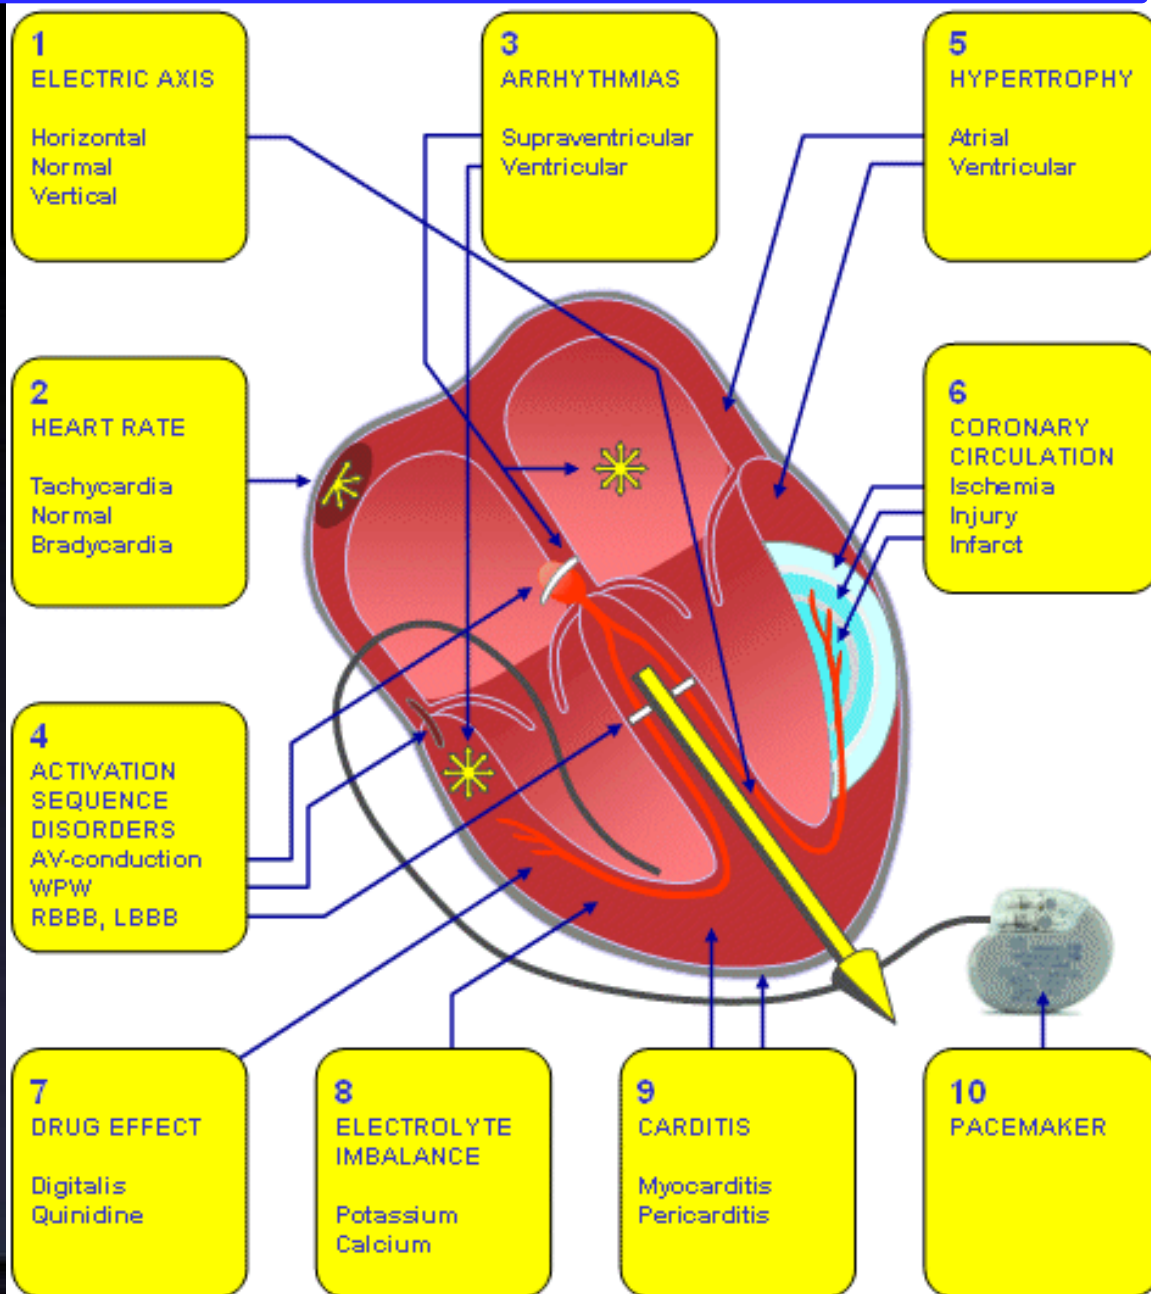 1
ELECTRIC AXIS
Horizontal
Normal
Vertical
2
HEART RATE
Tachycardia
Normal
Bradycardia
3
ARRHYTHMIAS
Supraventricular
Ventricular
4
ACTIVATION
SEQUENCE
DISORDERS
AV-conduction
WPW
RBBB, LBBB
5
HYPERTROPHY
Atrial
Ventricular
6
CORONARY
CIRCULATION
Ischemia
Injury
Infarct
7
DRUG EFFECT
Digitalis
Quinidine
8
ELECTROLYTE
IMBALANCE
Potassium
Calcium
9
CARDITIS
Myocarditis
Pericarditis
10
PACEMAKER